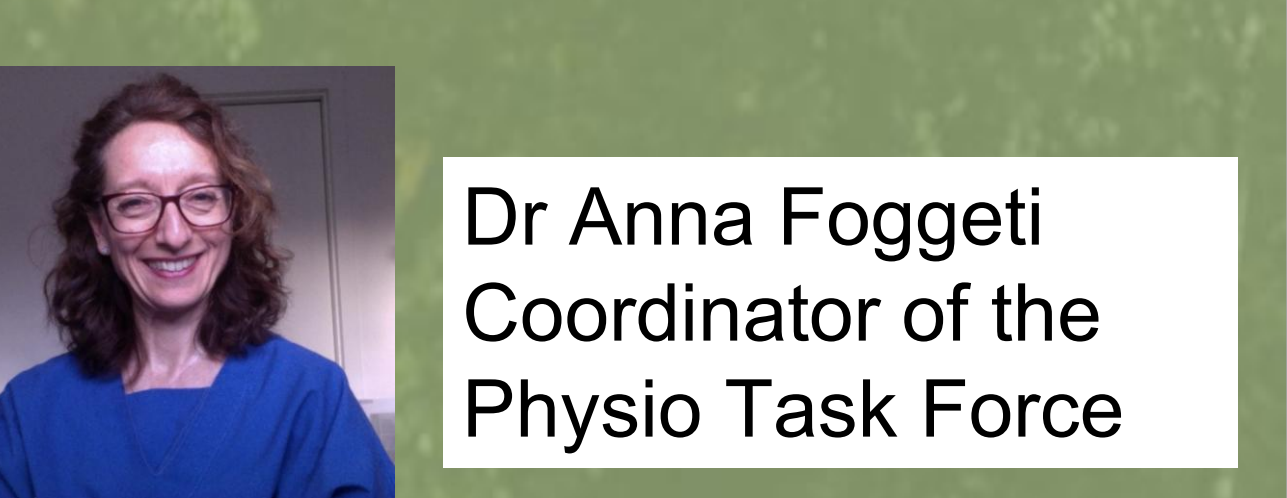 Dr Anna Foggeti
Coordinator of the
Physio Task Force